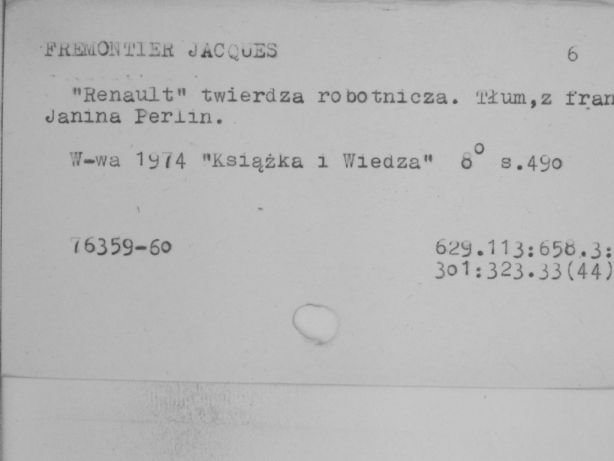 FREMONTIER JACQUES 6
"Renault" twierdza robotnicza. Tłum,z fran
Janina Perlin.
W-wa 1974 "Książka i Wiedza" 8° s.490
76359-60 629.113:658.3:
301:323.33(44)